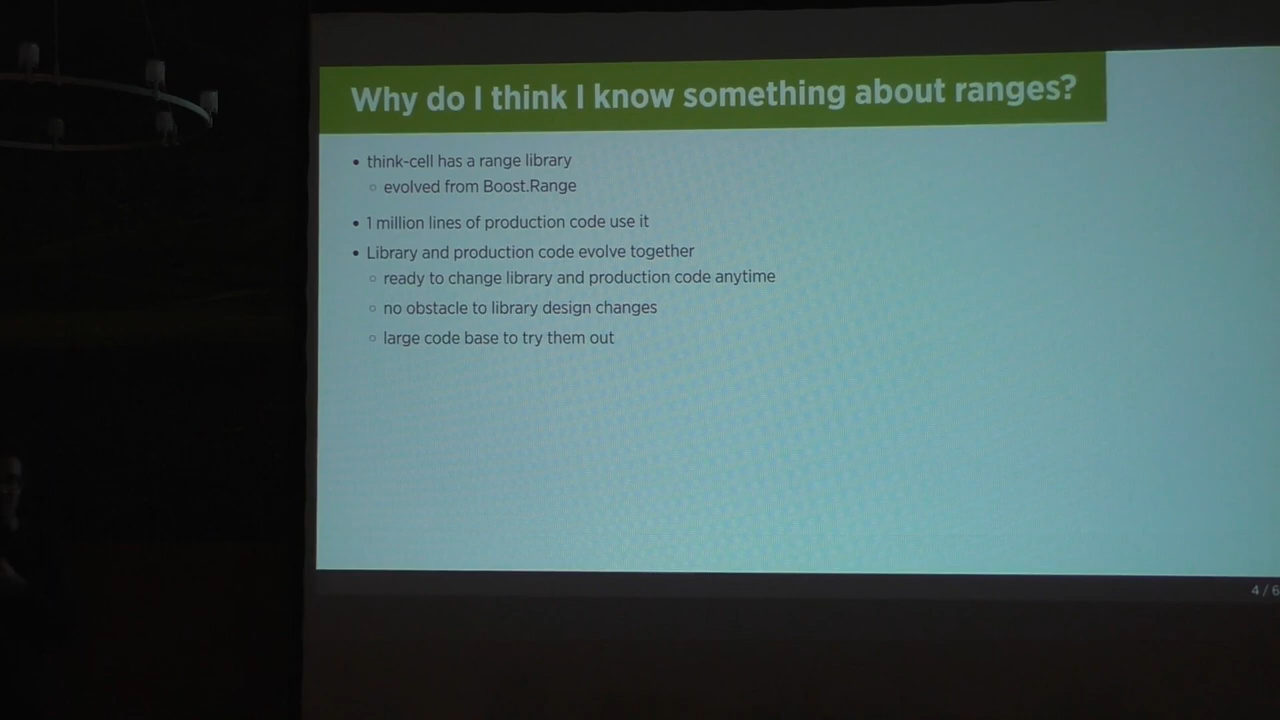 Why do I think I know something about ranges?
• think-cell has a range library
◦ evolved from Boost.Range
• 1 million lines of production code use it
• Library and production code evolve together
◦ ready to change library and production code anytime
◦ no obstacle to library design changes
◦ large code base to try them out
4 / 6